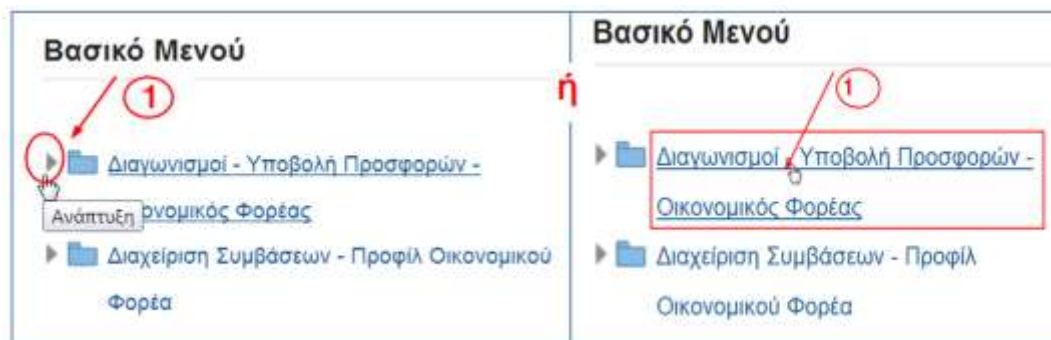 Βασικό Μενού
1
Διαγωνισμοί - Υποβολή Προσφορών -
ονομικός Φορέας
Ανάπτυξη
Διαχείριση Συμβάσεων - Προφίλ Οικονομικού
Φορέα
ή
Βασικό Μενού
1
Διαγωνισμοί - Υποβολή Προσφορών -
Οικονομικός Φορέας
Διαχείριση Συμβάσεων - Προφίλ
Οικονομικού Φορέα